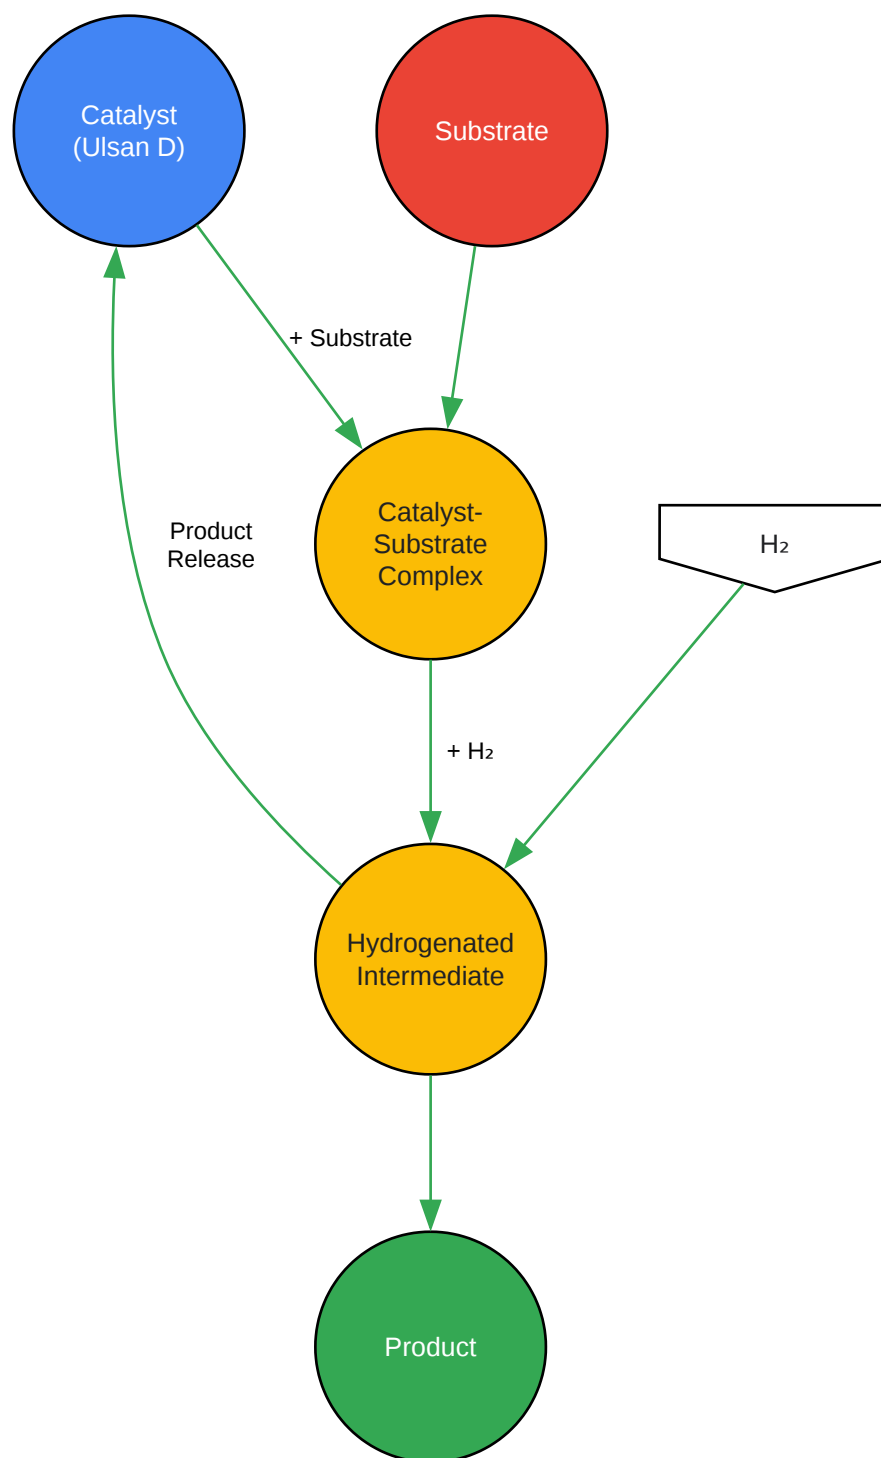 Catalyst
(Ulsan D)
Substrate
+ Substrate
Catalyst-
Substrate
Complex
Product
Release
H₂
+ H₂
Hydrogenated
Intermediate
Product